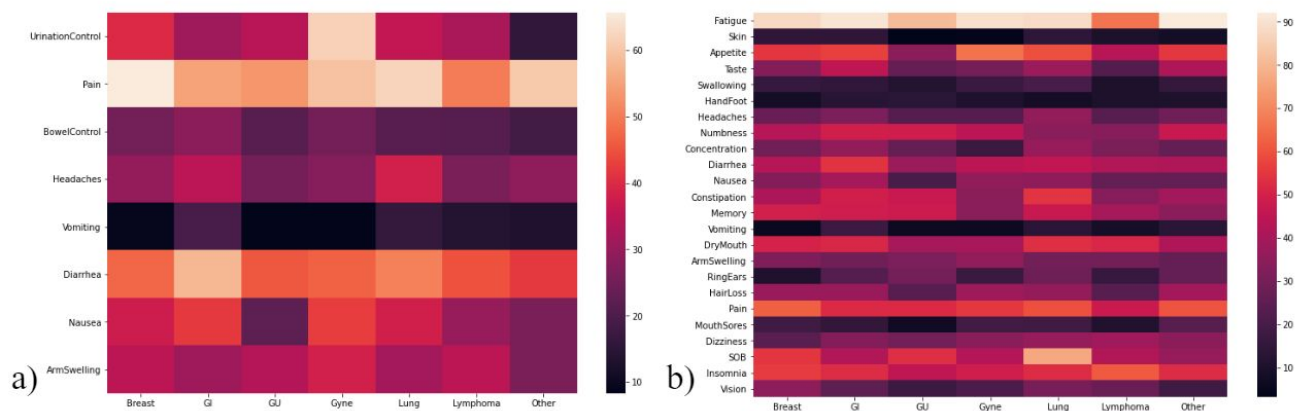 UrinationControl
Pain
BowelControl
Headaches
Vomiting
Diarrhea
Nausea
ArmSwelling
Breast GI GU Gyne Lung Lymphoma Other
60
50
40
30
20
10
a)
Fatigue
Skin
Appetite
Taste
Swallowing
HandFoot
Headaches
Numbness
Concentration
Diarrhea
Nausea
Constipation
Memory
Vomiting
DryMouth
ArmSwelling
RingEars
HairLoss
Pain
MouthSores
Dizziness
SOB
Insomnia
Vision
Breast GI GU Gyne Lung Lymphoma Other
90
80
70
60
50
40
30
20
10
b)